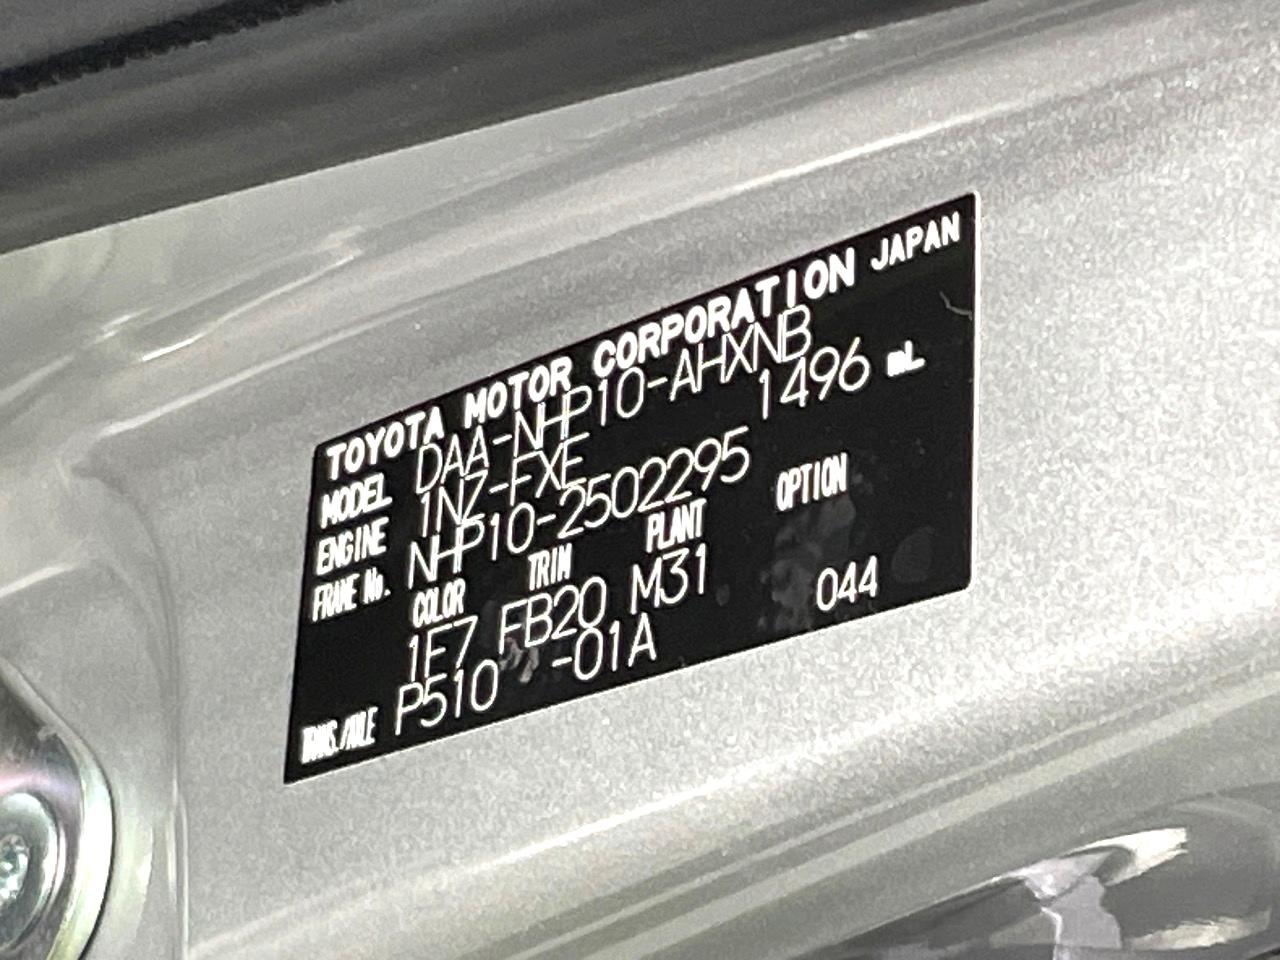 TOYOTA MOTOR CORPORATION JAPAN
MODEL DAA-NHP10-AHXNB
ENGINE 1NZ-FXE 1496 mL
FRAME No. NHP10-2502295
COLOR TRIM PLANT OPTION
1F7 FB20 M31 044
TRANS./AXLE P510 -01A